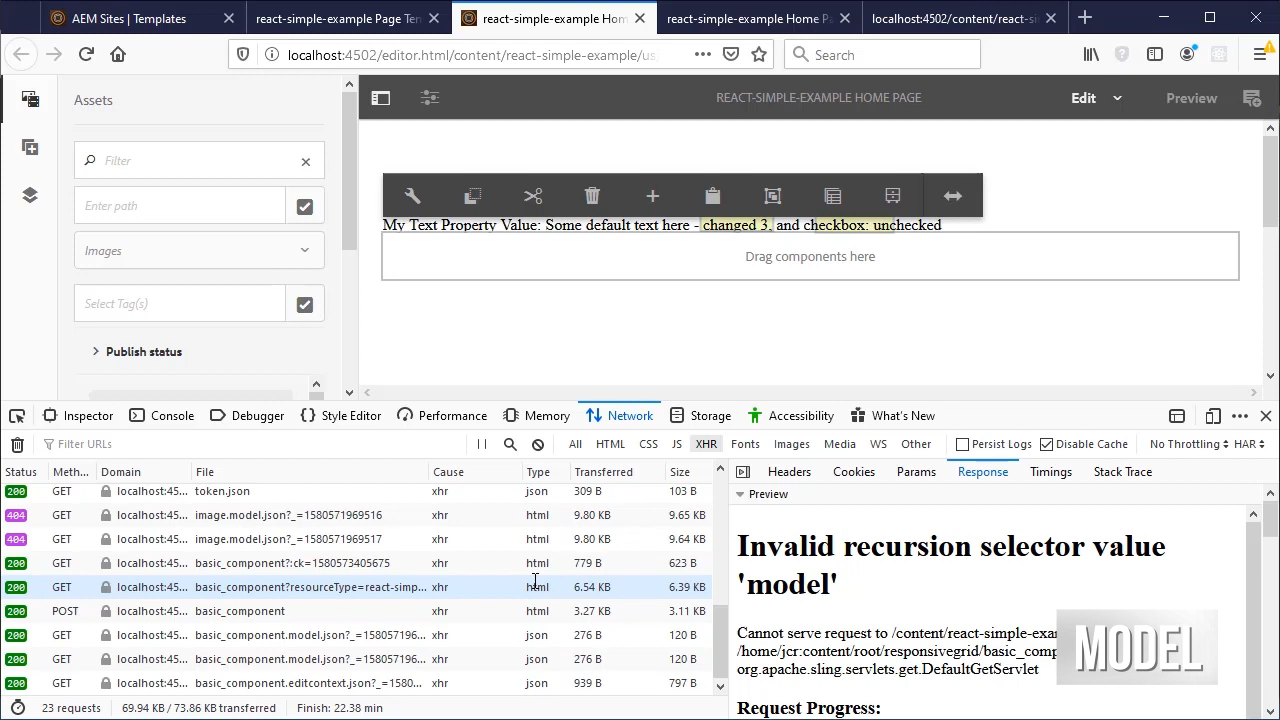 AEM Sites | Templates
react-simple-example Page Ten
react-simple-example Hom
react-simple-example Home Pa
localhost:4502/content/react-si
localhost:4502/editor.html/content/react-simple-example/us
Search
Assets
REACT-SIMPLE-EXAMPLE HOME PAGE
Edit
Preview
Filter
Enter path
Images
Select Tag(s)
Publish status
My Text Property Value: Some default text here - changed 3, and checkbox: unchecked
Drag components here
Inspector Console Debugger Style Editor Performance Memory Network Storage Accessibility What's New
Filter URLs
All HTML CSS JS XHR Fonts Images Media WS Other Persist Logs Disable Cache No Throttling HAR
Status Meth... Domain File Cause Type Transferred Size
200 GET localhost:45... token.json xhr json 309 B 103 B
404 GET localhost:45... image.model.json?_=1580571969516 xhr html 9.80 KB 9.65 KB
404 GET localhost:45... image.model.json?_=1580571969517 xhr html 9.80 KB 9.64 KB
200 GET localhost:45... basic_component?:ck=1580573405675 xhr html 779 B 623 B
200 GET localhost:45... basic_component?resourceType=react-simp... xhr html 6.54 KB 6.39 KB
200 POST localhost:45... basic_component xhr html 3.27 KB 3.11 KB
200 GET localhost:45... basic_component.model.json?_=158057196... xhr json 276 B 120 B
200 GET localhost:45... basic_component.model.json?_=158057196... xhr json 276 B 120 B
200 GET localhost:45... basic_component.editcontext.json?_=1580... xhr json 939 B 797 B
23 requests 69.94 KB / 73.86 KB transferred Finish: 22.38 min
Headers Cookies Params Response Timings Stack Trace
Preview
Invalid recursion selector value
'model'
Cannot serve request to /content/react-simple-exa
/home/jcr:content/root/responsivegrid/basic_comp
org.apache.sling.servlets.get.DefaultGetServlet
Request Progress:
MODEL